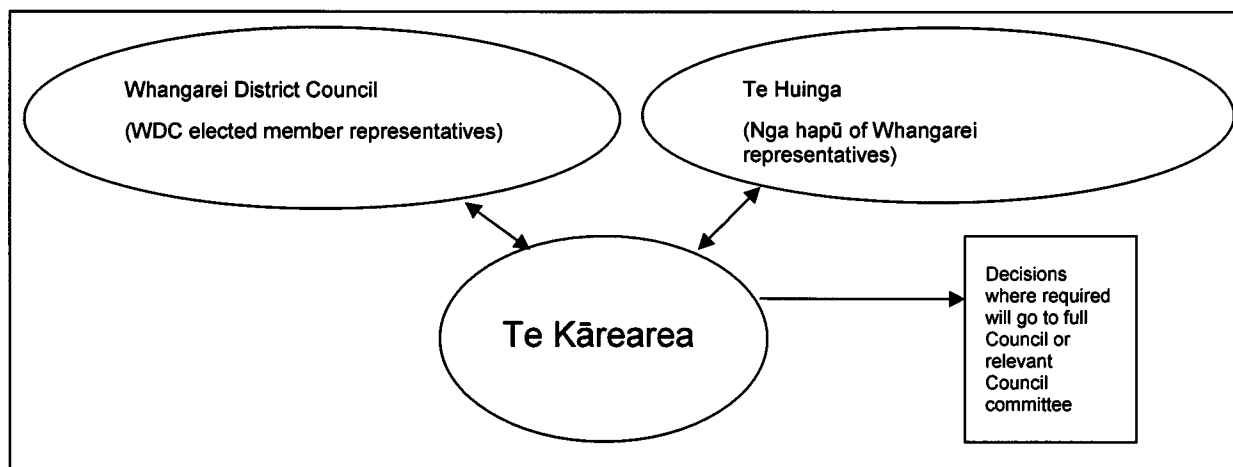 Whangarei District Council
(WDC elected member representatives)
Te Huinga
(Nga hapū of Whangarei
representatives)
Te Kārearea
Decisions
where required
will go to full
Council or
relevant
Council
committee